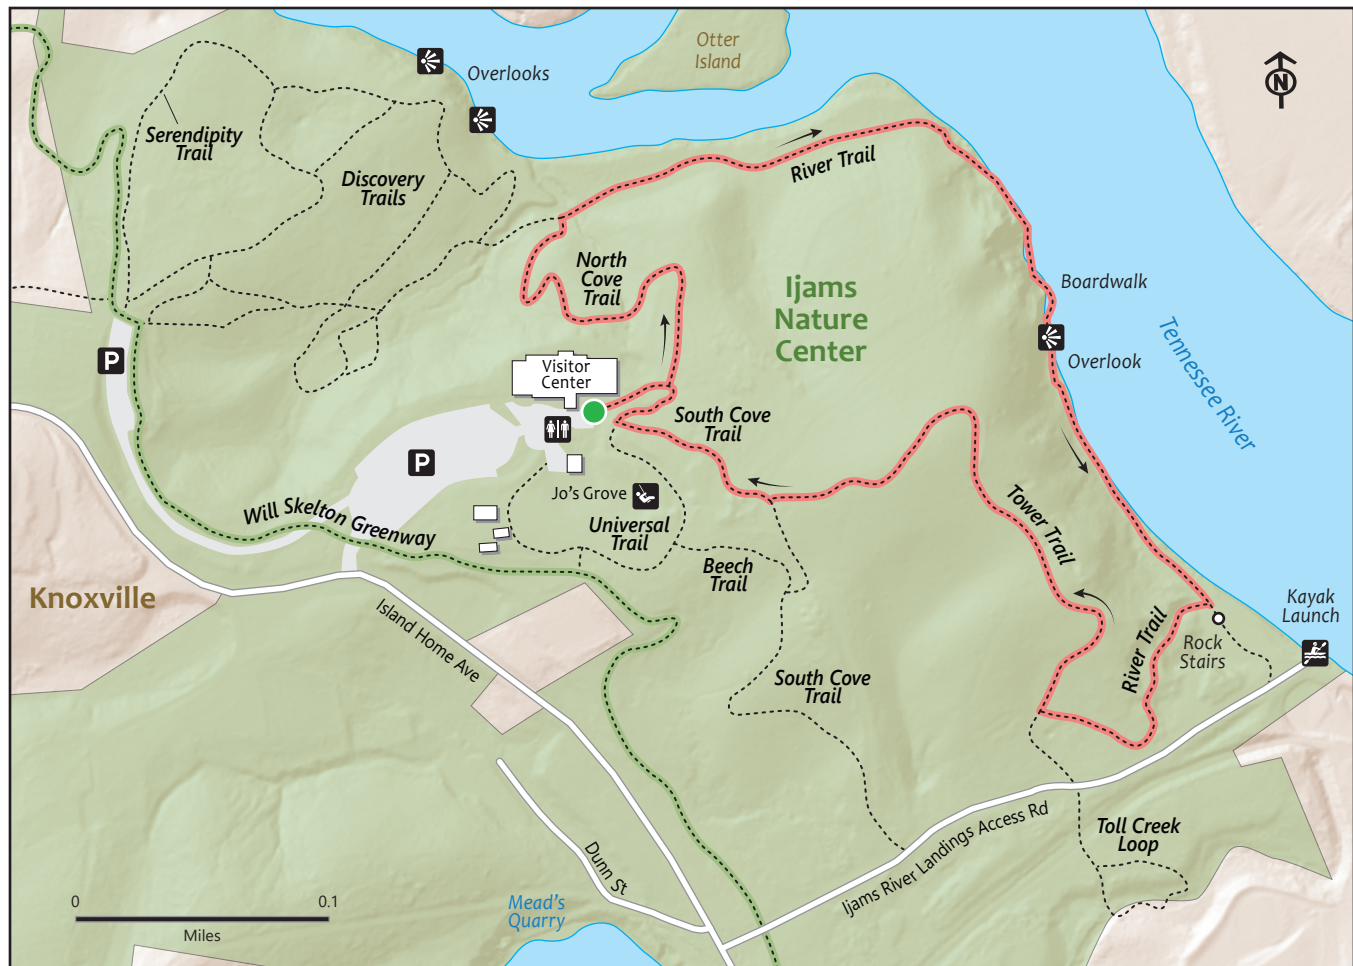 Otter
Island
Overlooks
N
Serendipity
Trail
Discovery
Trails
River Trail
North
Cove
Trail
Ijams
Nature
Center
Boardwalk
Overlook
Tennessee River
P
Visitor
Center
South Cove
Trail
P
Jo's Grove
Universal
Trail
Will Skelton Greenway
Tower Trail
Beech
Trail
Knoxville
Island Home Ave
Kayak
Launch
River Trail
Rock
Stairs
South Cove
Trail
Ijams River Landings Access Rd
Toll Creek
Loop
Dunn St
Mead's
Quarry
0 0.1
Miles